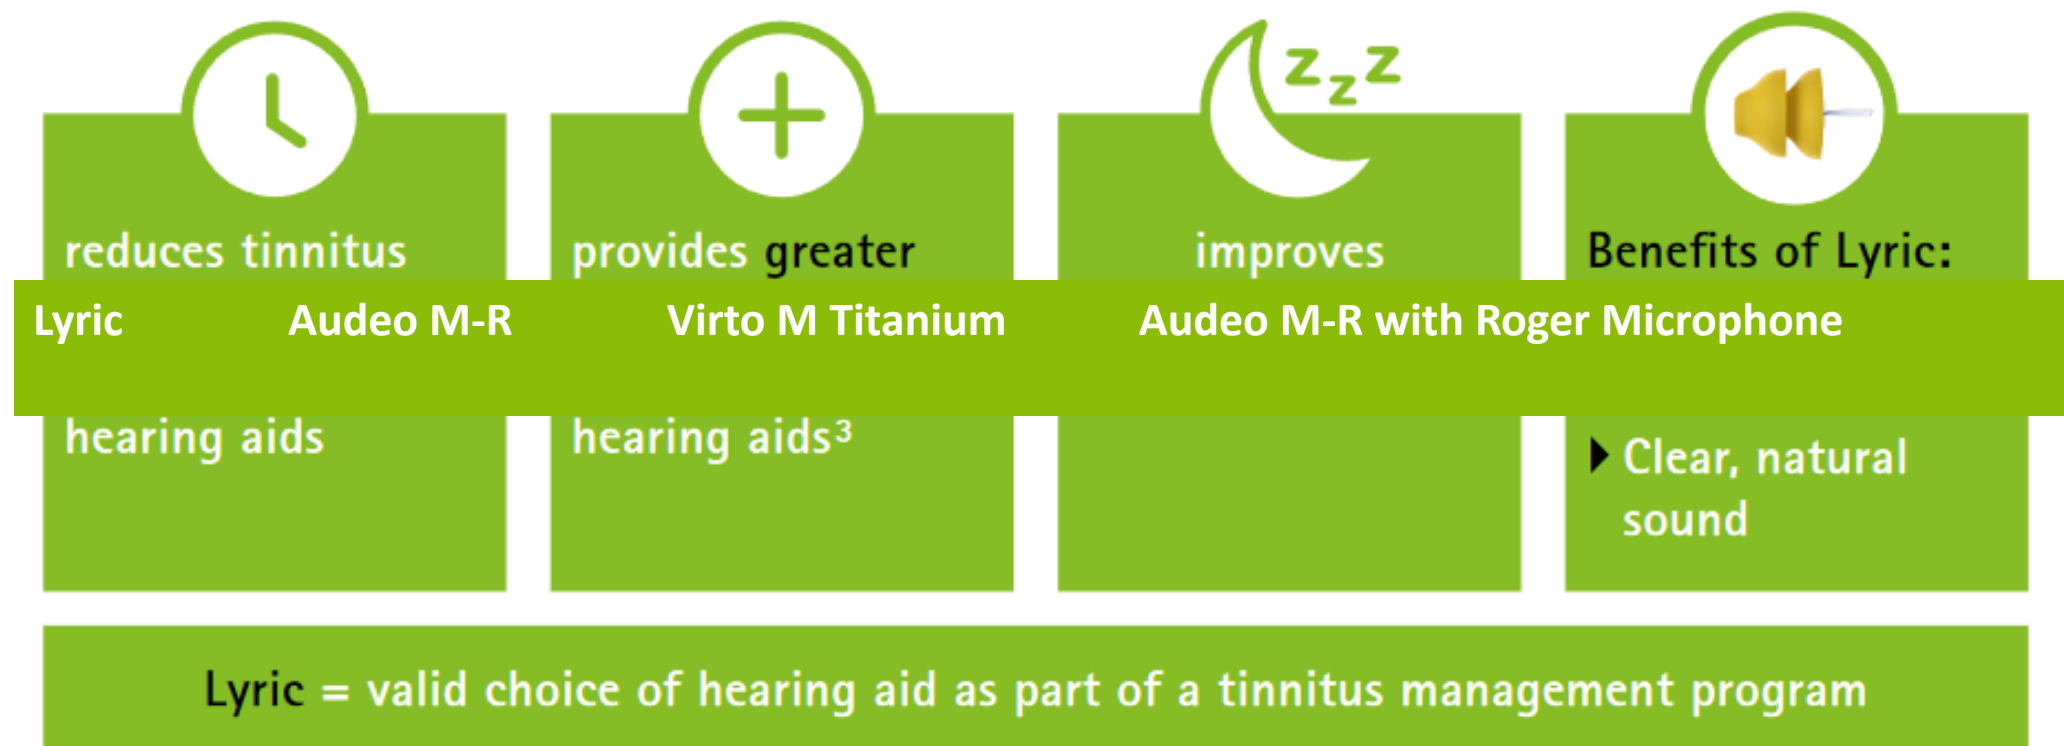 zzz
reduces tinnitus
provides greater
improves
Benefits of Lyric:
Lyric Audeo M-R Virto M Titanium Audeo M-R with Roger Microphone
hearing aids
hearing aids³
Clear, natural
sound
Lyric = valid choice of hearing aid as part of a tinnitus management program